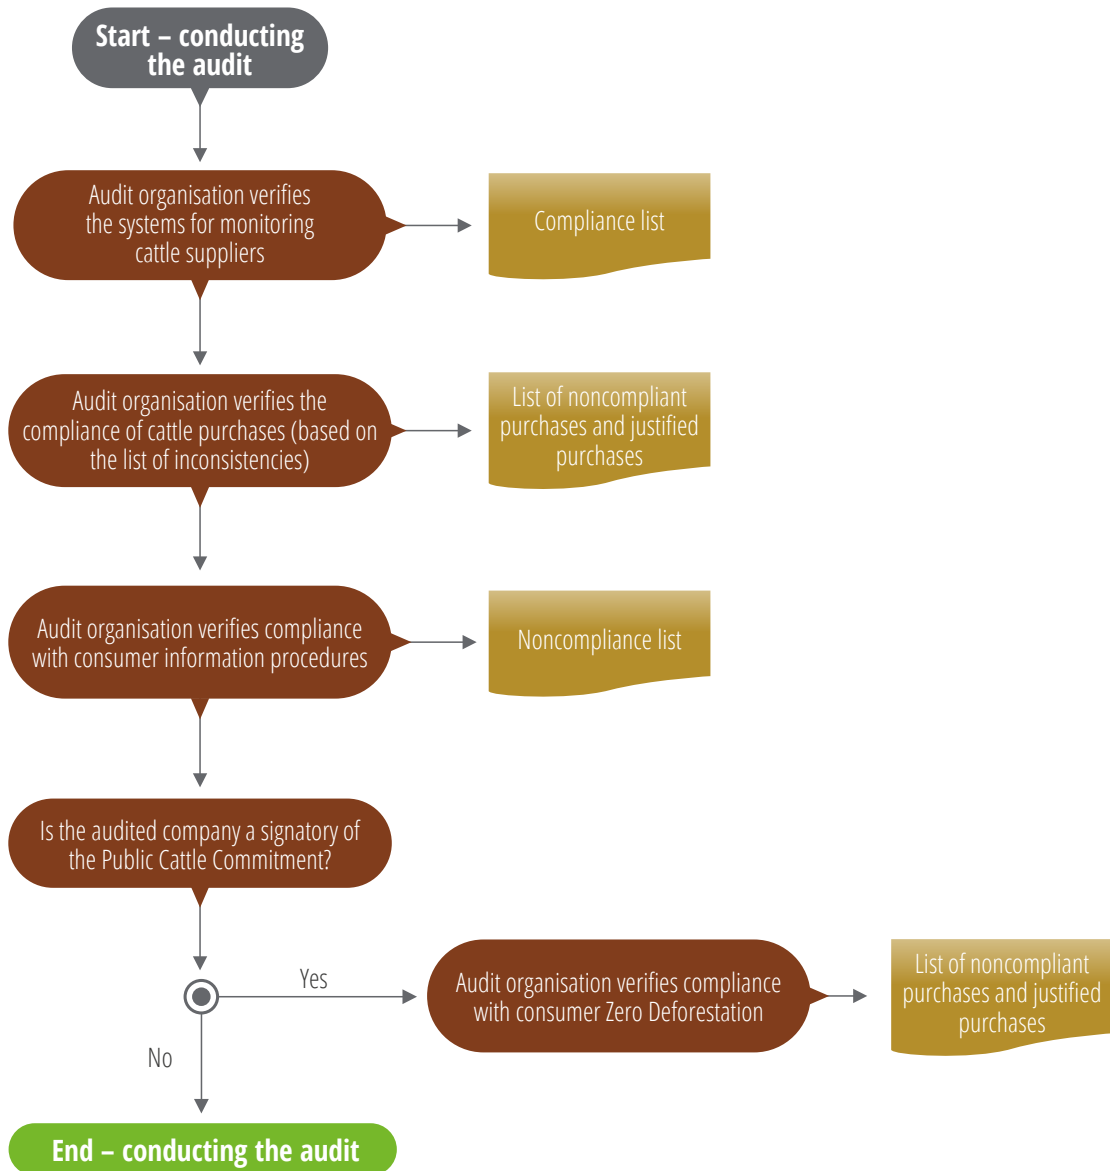 Start – conducting
the audit
Audit organisation verifies
the systems for monitoring
cattle suppliers
Compliance list
Audit organisation verifies the
compliance of cattle purchases (based on
the list of inconsistencies)
List of noncompliant
purchases and justified
purchases
Audit organisation verifies compliance
with consumer information procedures
Noncompliance list
Is the audited company a signatory of
the Public Cattle Commitment?
Yes
Audit organisation verifies compliance
with consumer Zero Deforestation
List of noncompliant
purchases and justified
purchases
No
End – conducting the audit